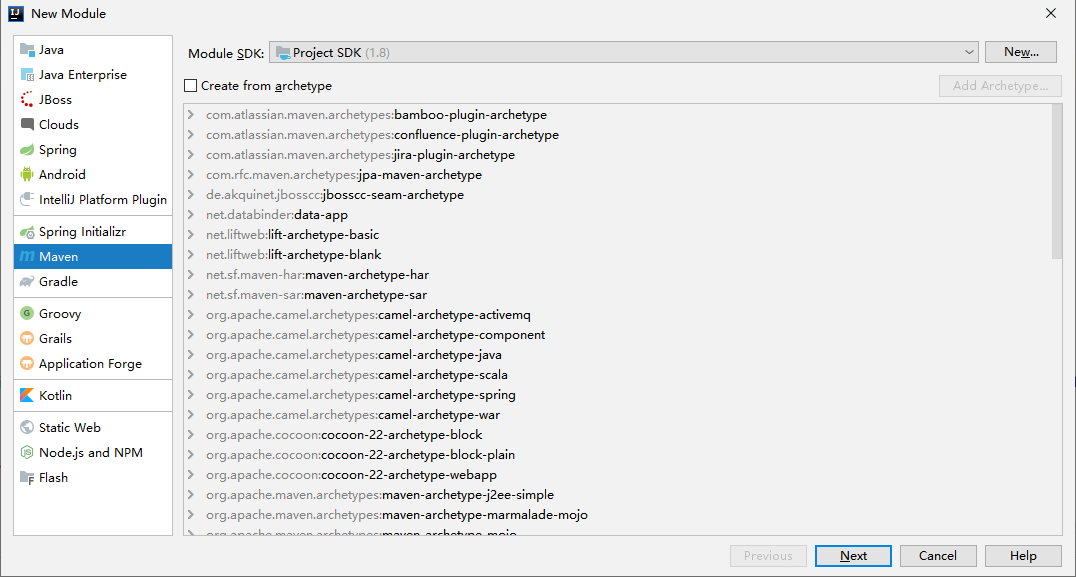 New Module
Java
Java Enterprise
JBoss
Clouds
Spring
Android
IntelliJ Platform Plugin
Spring Initializr
Maven
Gradle
Groovy
Grails
Application Forge
Kotlin
Static Web
Node.js and NPM
Flash
Module SDK: Project SDK (1.8) New...
Create from archetype Add Archetype...
com.atlassian.maven.archetypes:bamboo-plugin-archetype
com.atlassian.maven.archetypes:confluence-plugin-archetype
com.atlassian.maven.archetypes:jira-plugin-archetype
com.rfc.maven.archetypes:jpa-maven-archetype
de.akquinet.jbosscc:jbosscc-seam-archetype
net.databinder:data-app
net.liftweb:lift-archetype-basic
net.liftweb:lift-archetype-blank
net.sf.maven-har:maven-archetype-har
net.sf.maven-sar:maven-archetype-sar
org.apache.camel.archetypes:camel-archetype-activemq
org.apache.camel.archetypes:camel-archetype-component
org.apache.camel.archetypes:camel-archetype-java
org.apache.camel.archetypes:camel-archetype-scala
org.apache.camel.archetypes:camel-archetype-spring
org.apache.camel.archetypes:camel-archetype-war
org.apache.cocoon:cocoon-22-archetype-block
org.apache.cocoon:cocoon-22-archetype-block-plain
org.apache.cocoon:cocoon-22-archetype-webapp
org.apache.maven.archetypes:maven-archetype-j2ee-simple
org.apache.maven.archetypes:maven-archetype-marmalade-mojo
org.apache.maven.archetypes:maven-archetype-mojo
Previous Next Cancel Help